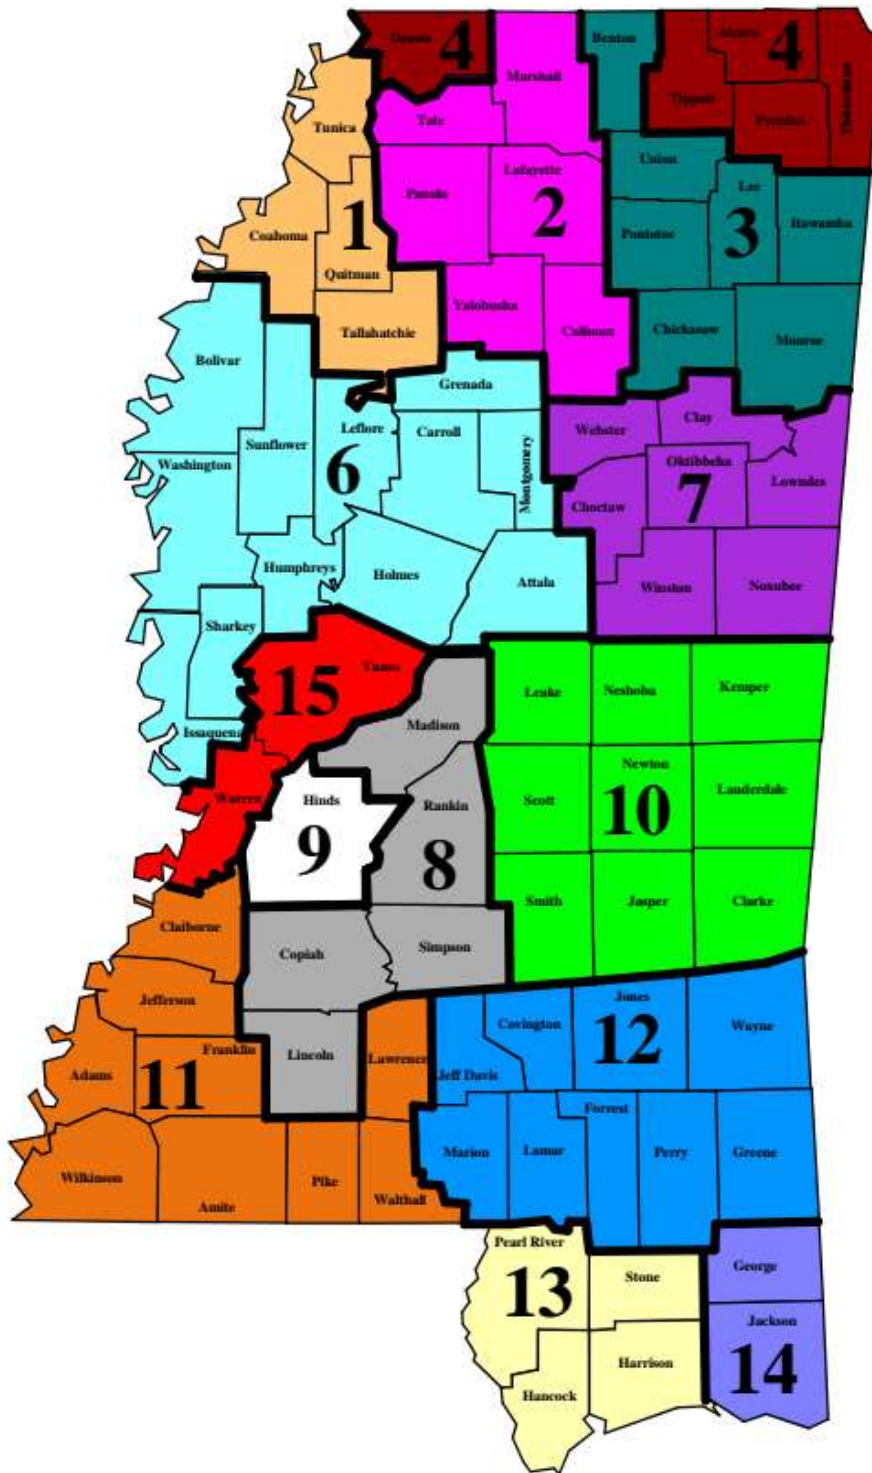 Desoto
4
Benton
Alcorn
4
Marshall
Tippah
Prentiss
Tishomingo
Tunica
Tate
Union
Lafayette
Lee
Panola
Coahoma
1
2
3
Itawamba
Pontotoc
Quitman
Yalobusha
Tallahatchie
Calhoun
Chickasaw
Monroe
Bolivar
Grenada
Clay
Leflore
Carroll
Webster
Sunflower
Washington
6
Montgomery
Oktibbeha
7
Lowndes
Choctaw
Humphreys
Holmes
Attala
Winston
Noxubee
Sharkey
Yazoo
15
Leake
Neshoba
Kemper
Issaquena
Madison
Newton
Warren
Hinds
Rankin
Scott
Lauderdale
10
9
8
Smith
Jasper
Clarke
Claiborne
Copiah
Simpson
Jefferson
Jones
Covington
12
Wayne
Franklin
Lincoln
Lawrence
Adams
11
Jeff Davis
Forrest
Marion
Lamar
Perry
Greene
Wilkinson
Amite
Pike
Walthall
Pearl River
13
Stone
George
Jackson
Harrison
14
Hancock